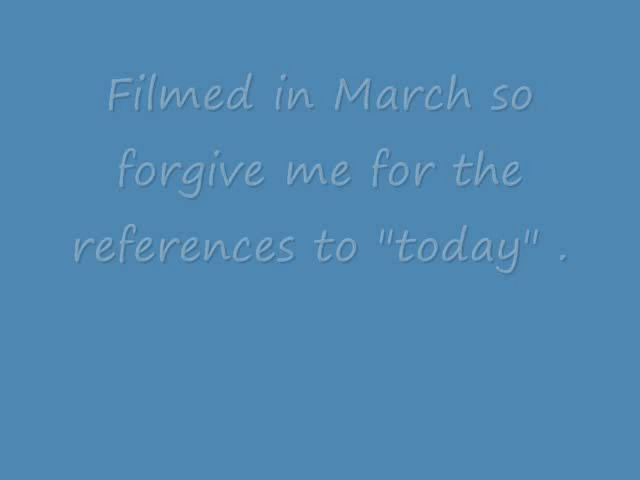 Filmed in March so
forgive me for the
references to "today" .